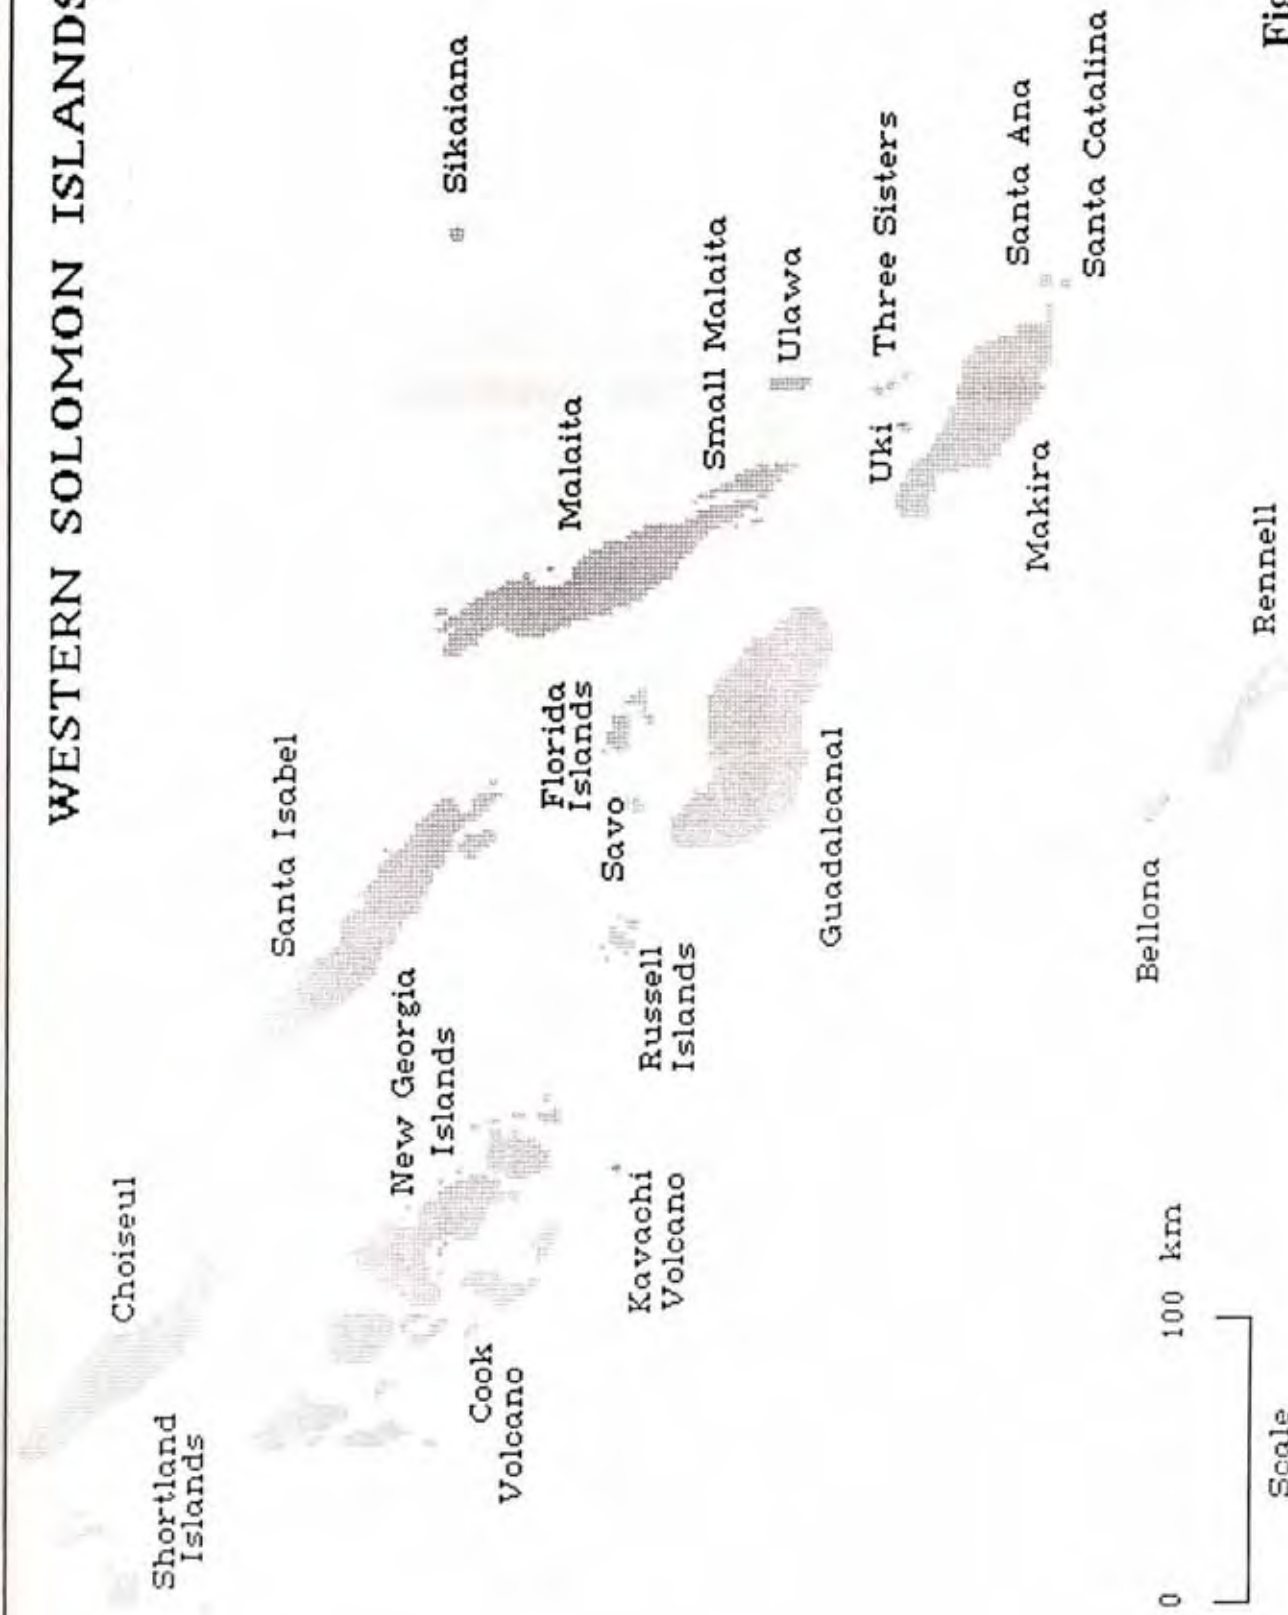 WESTERN SOLOMON ISLANDS
Choiseul
Shortland
Islands
Santa Isabel
Sikaiana
New Georgia
Islands
Malaita
Cook
Volcano
Florida
Islands
Savo
Russell
Islands
Kavachi
Volcano
Small Malaita
Ulawa
Guadalcanal
Uki
Three Sisters
Santa Ana
Makira
Santa Catalina
Bellona
Rennell
0
100 km
Scale